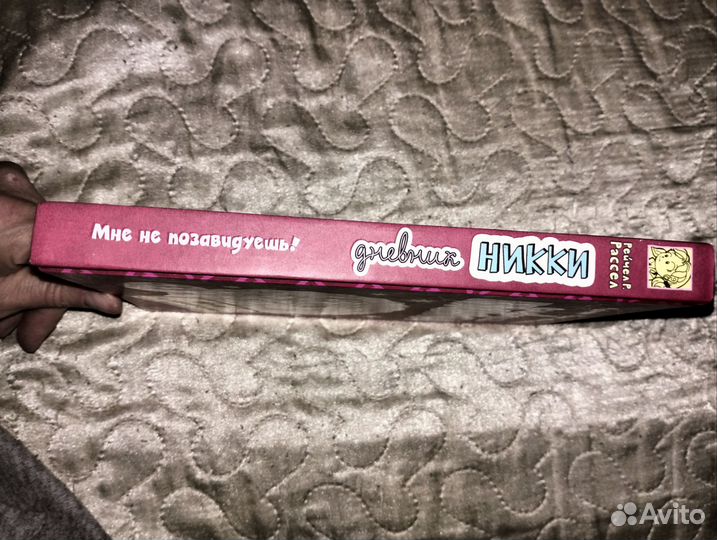 Мне не позавидуешь!
дневник
НИККИ
Рейчел Р.
Рассел
Avito